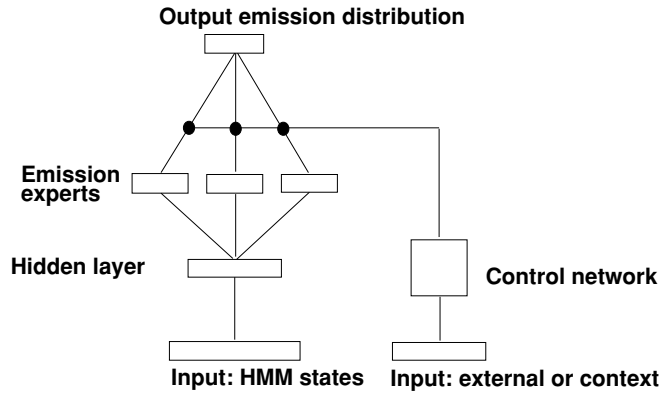 Output emission distribution
Emission
experts
Hidden layer
Control network
Input: HMM states
Input: external or context